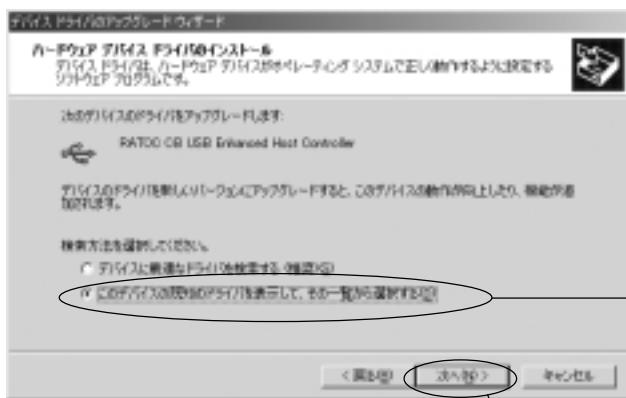 デバイス ドライバのアップグレード ウィザード
ハードウェア デバイス ドライバのインストール
デバイス ドライバは、ハードウェア デバイスがオペレーティング システムで正しく動作するように設定する
ソフトウェア プログラムです。
次のデバイスのドライバをアップグレードします:
RATOC CB USB Enhanced Host Controller
デバイスのドライバを新しいバージョンにアップグレードすると、このデバイスの動作が向上したり、機能が追
加されます。
検索方法を選択してください。
デバイスに最適なドライバを検索する (推奨)(S)
このデバイスの既知のドライバを表示して、その一覧から選択する(D)
< 戻る(B)
次へ(N) >
キャンセル